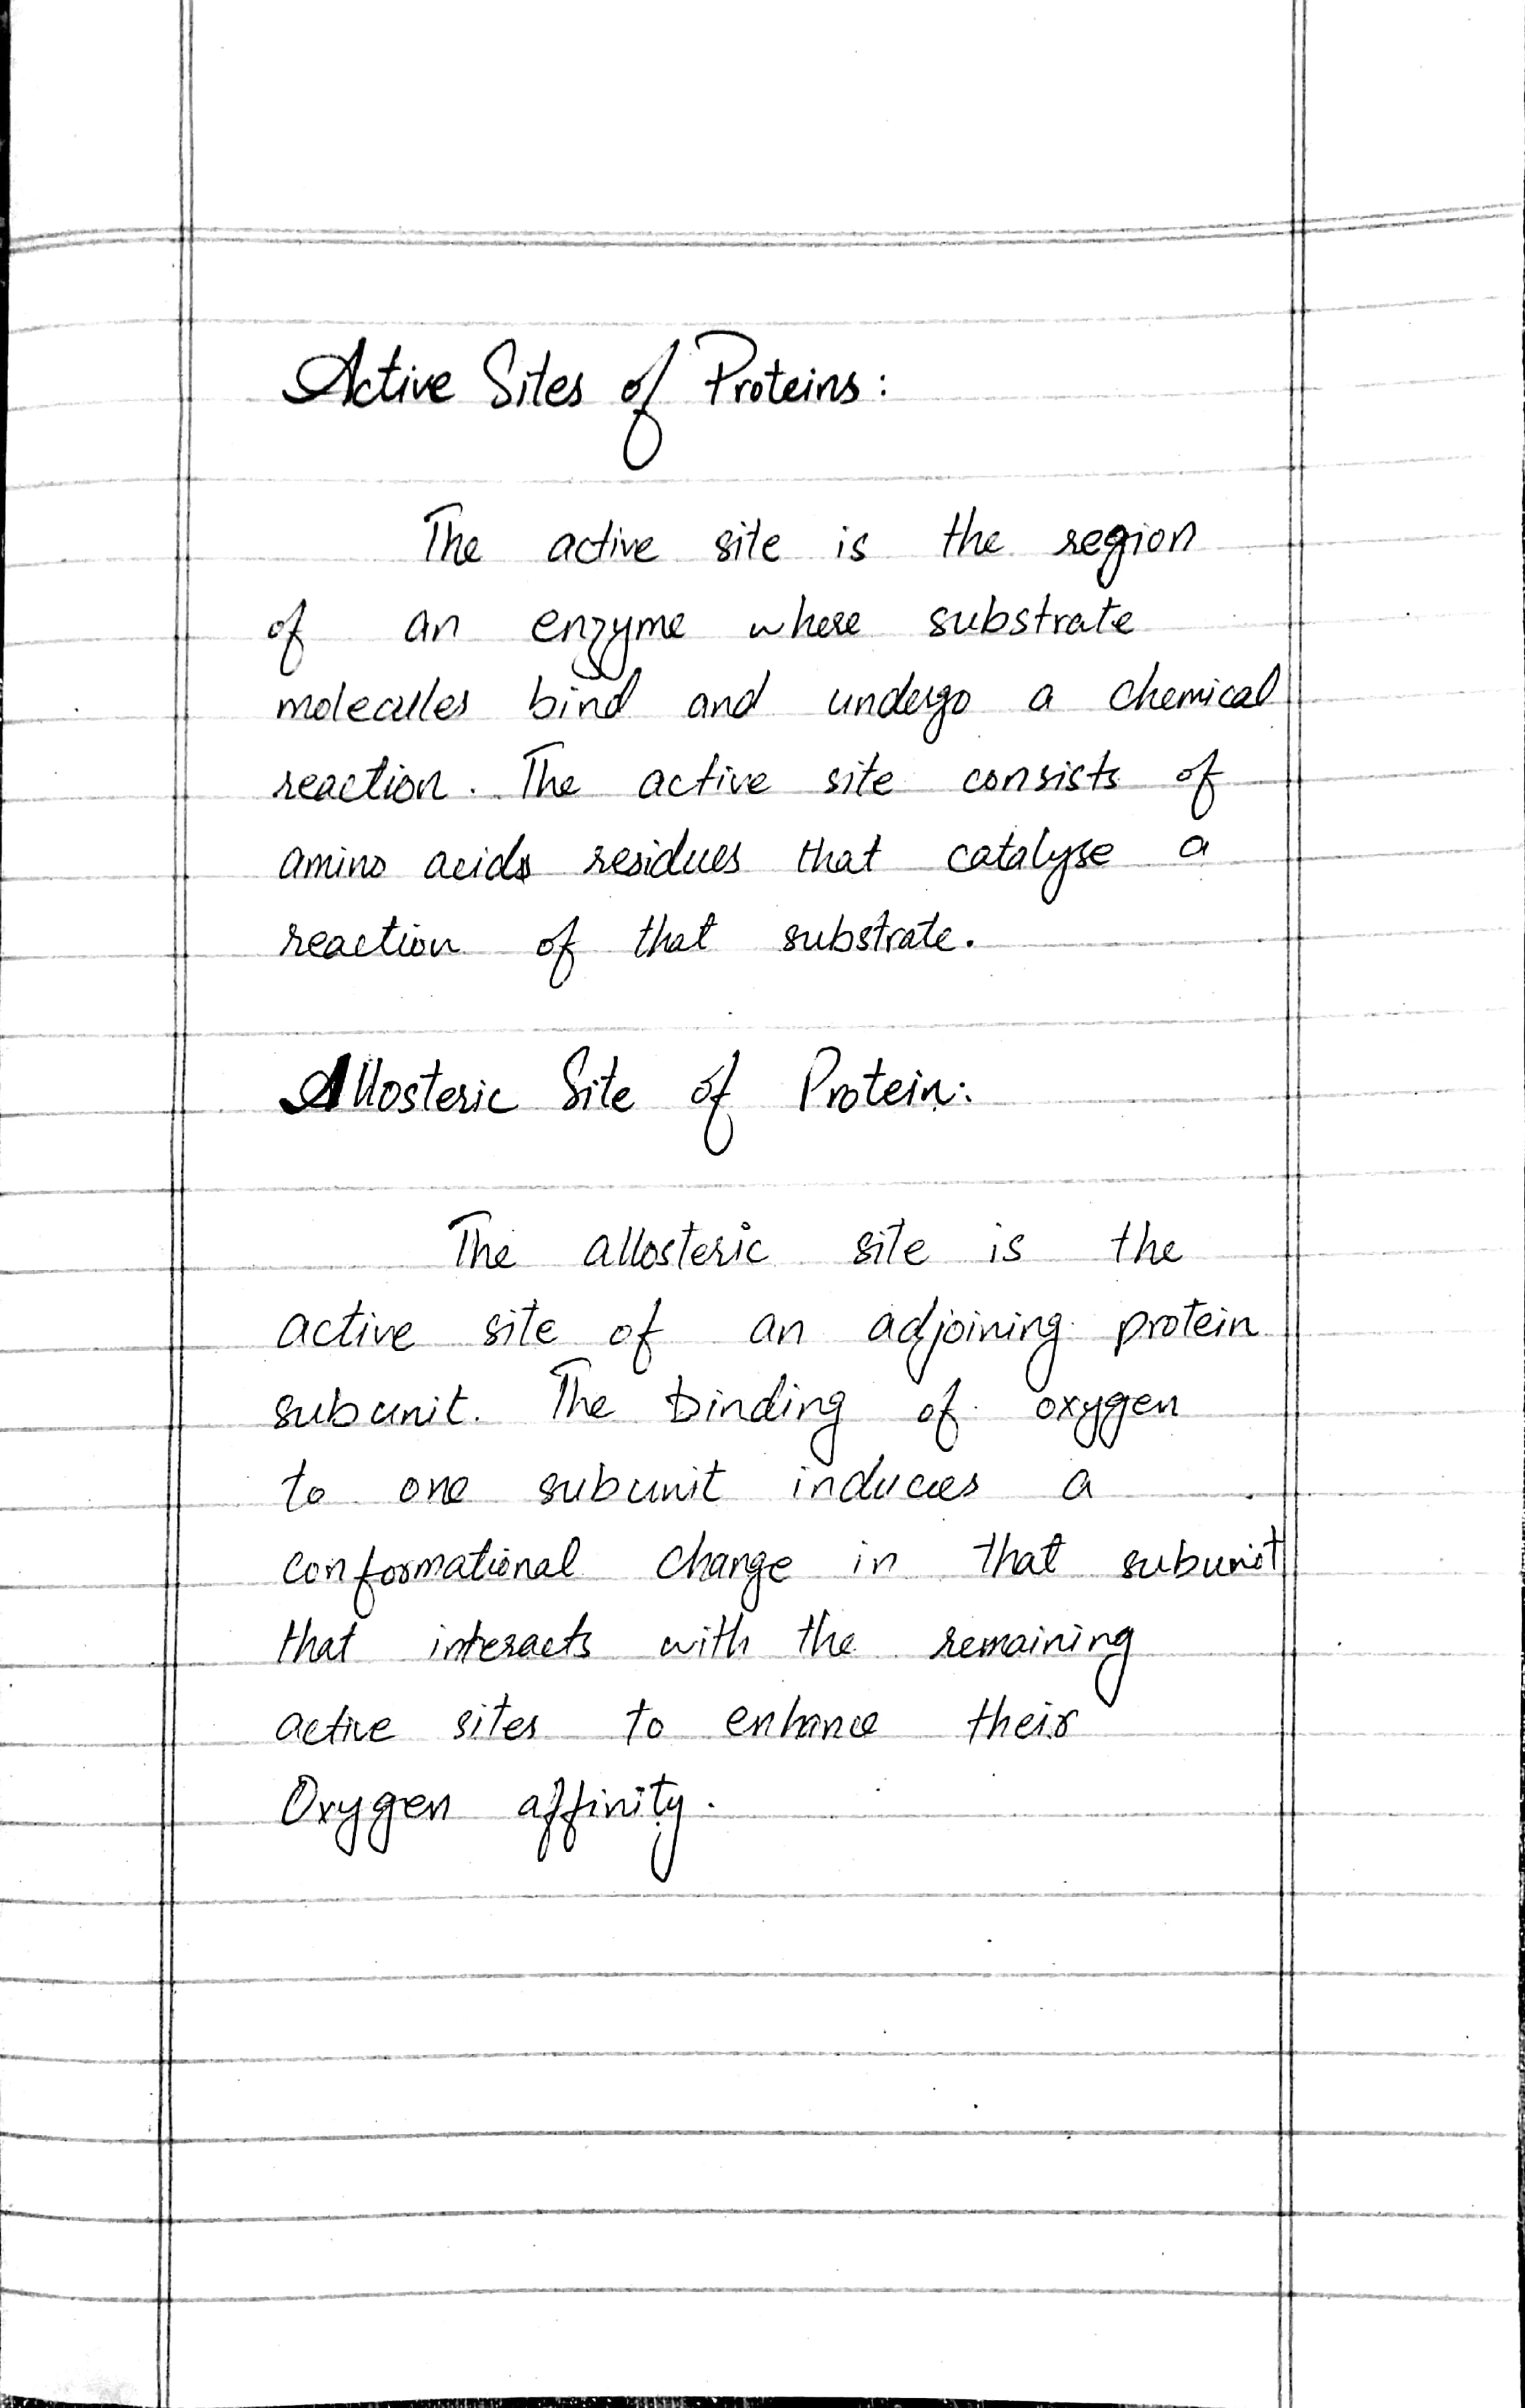 Active Sites of Proteins:
The active site is the region
of an enzyme where substrate
molecules bind and undergo a chemical
reaction. The active site consists of
amino acids residues that catalyse a
reaction of that substrate.
Allosteric Site of Protein:
The allosteric site is the
active site of an adjoining protein
subunit. The binding of oxygen
to one subunit induces a
conformational change in that subunit
that interacts with the remaining
active sites to enhance their
Oxygen affinity.